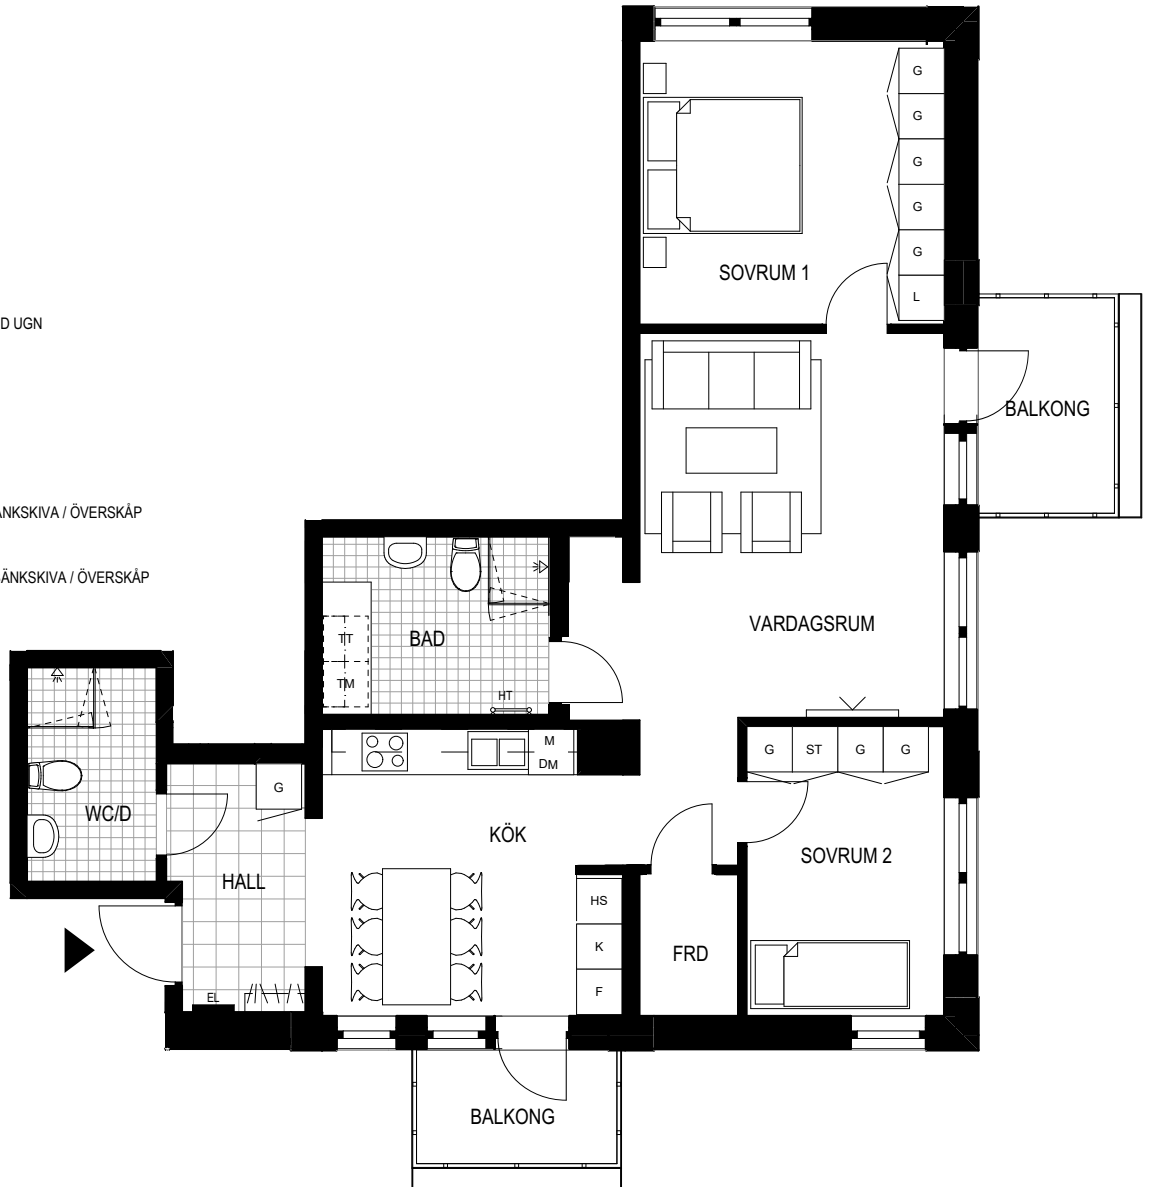 G
G
G
G
G
L
SOVRUM 1
D UGN
BALKONG
ÄNKSKIVA / ÖVERSKÅP
ÄNKSKIVA / ÖVERSKÅP
VARDAGSRUM
BAD
TT
TM
HT
M
DM
G ST G G
G
WC/D
KÖK
SOVRUM 2
HALL
HS
K
F
FRD
EL
BALKONG